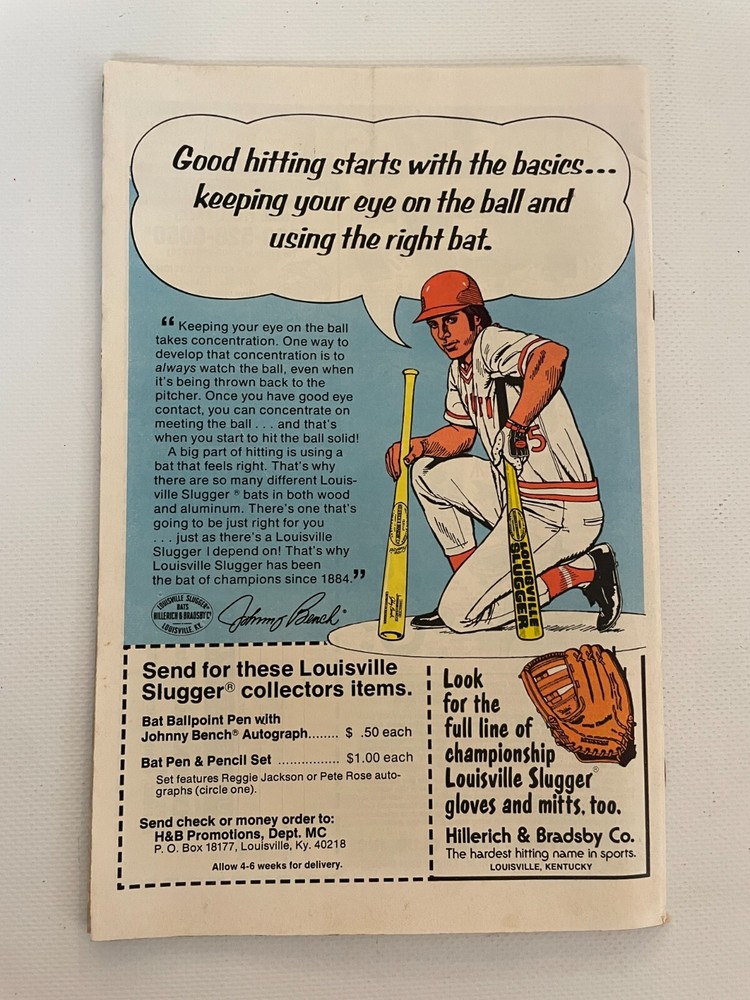 Good hitting starts with the basics...
keeping your eye on the ball and
using the right bat.
“Keeping your eye on the ball
takes concentration. One way to
develop that concentration is to
always watch the ball, even when
it's being thrown back to the
pitcher. Once you have good eye
contact, you can concentrate on
meeting the ball . . . and that's
when you start to hit the ball solid!
A big part of hitting is using a
bat that feels right. That's why
there are so many different Louis-
ville Slugger ® bats in both wood
and aluminum. There's one that's
going to be just right for you
. . . just as there's a Louisville
Slugger I depend on! That's why
Louisville Slugger has been
the bat of champions since 1884.”
LOUISVILLE SLUGGER®
BATS
HILLERICH & BRADSBY Cº
LOUISVILLE, KY.
Johnny Bench®
5
LOUISVILLE
SLUGGER
Send for these Louisville
Slugger® collectors items.
Bat Ballpoint Pen with
Johnny Bench® Autograph........ $ .50 each
Bat Pen & Pencil Set ................ $1.00 each
Set features Reggie Jackson or Pete Rose auto-
graphs (circle one).
Send check or money order to:
H&B Promotions, Dept. MC
P. O. Box 18177, Louisville, Ky. 40218
Allow 4-6 weeks for delivery.
Look
for the
full line of
championship
Louisville Slugger®
gloves and mitts, too.
Hillerich & Bradsby Co.
The hardest hitting name in sports.
LOUISVILLE, KENTUCKY